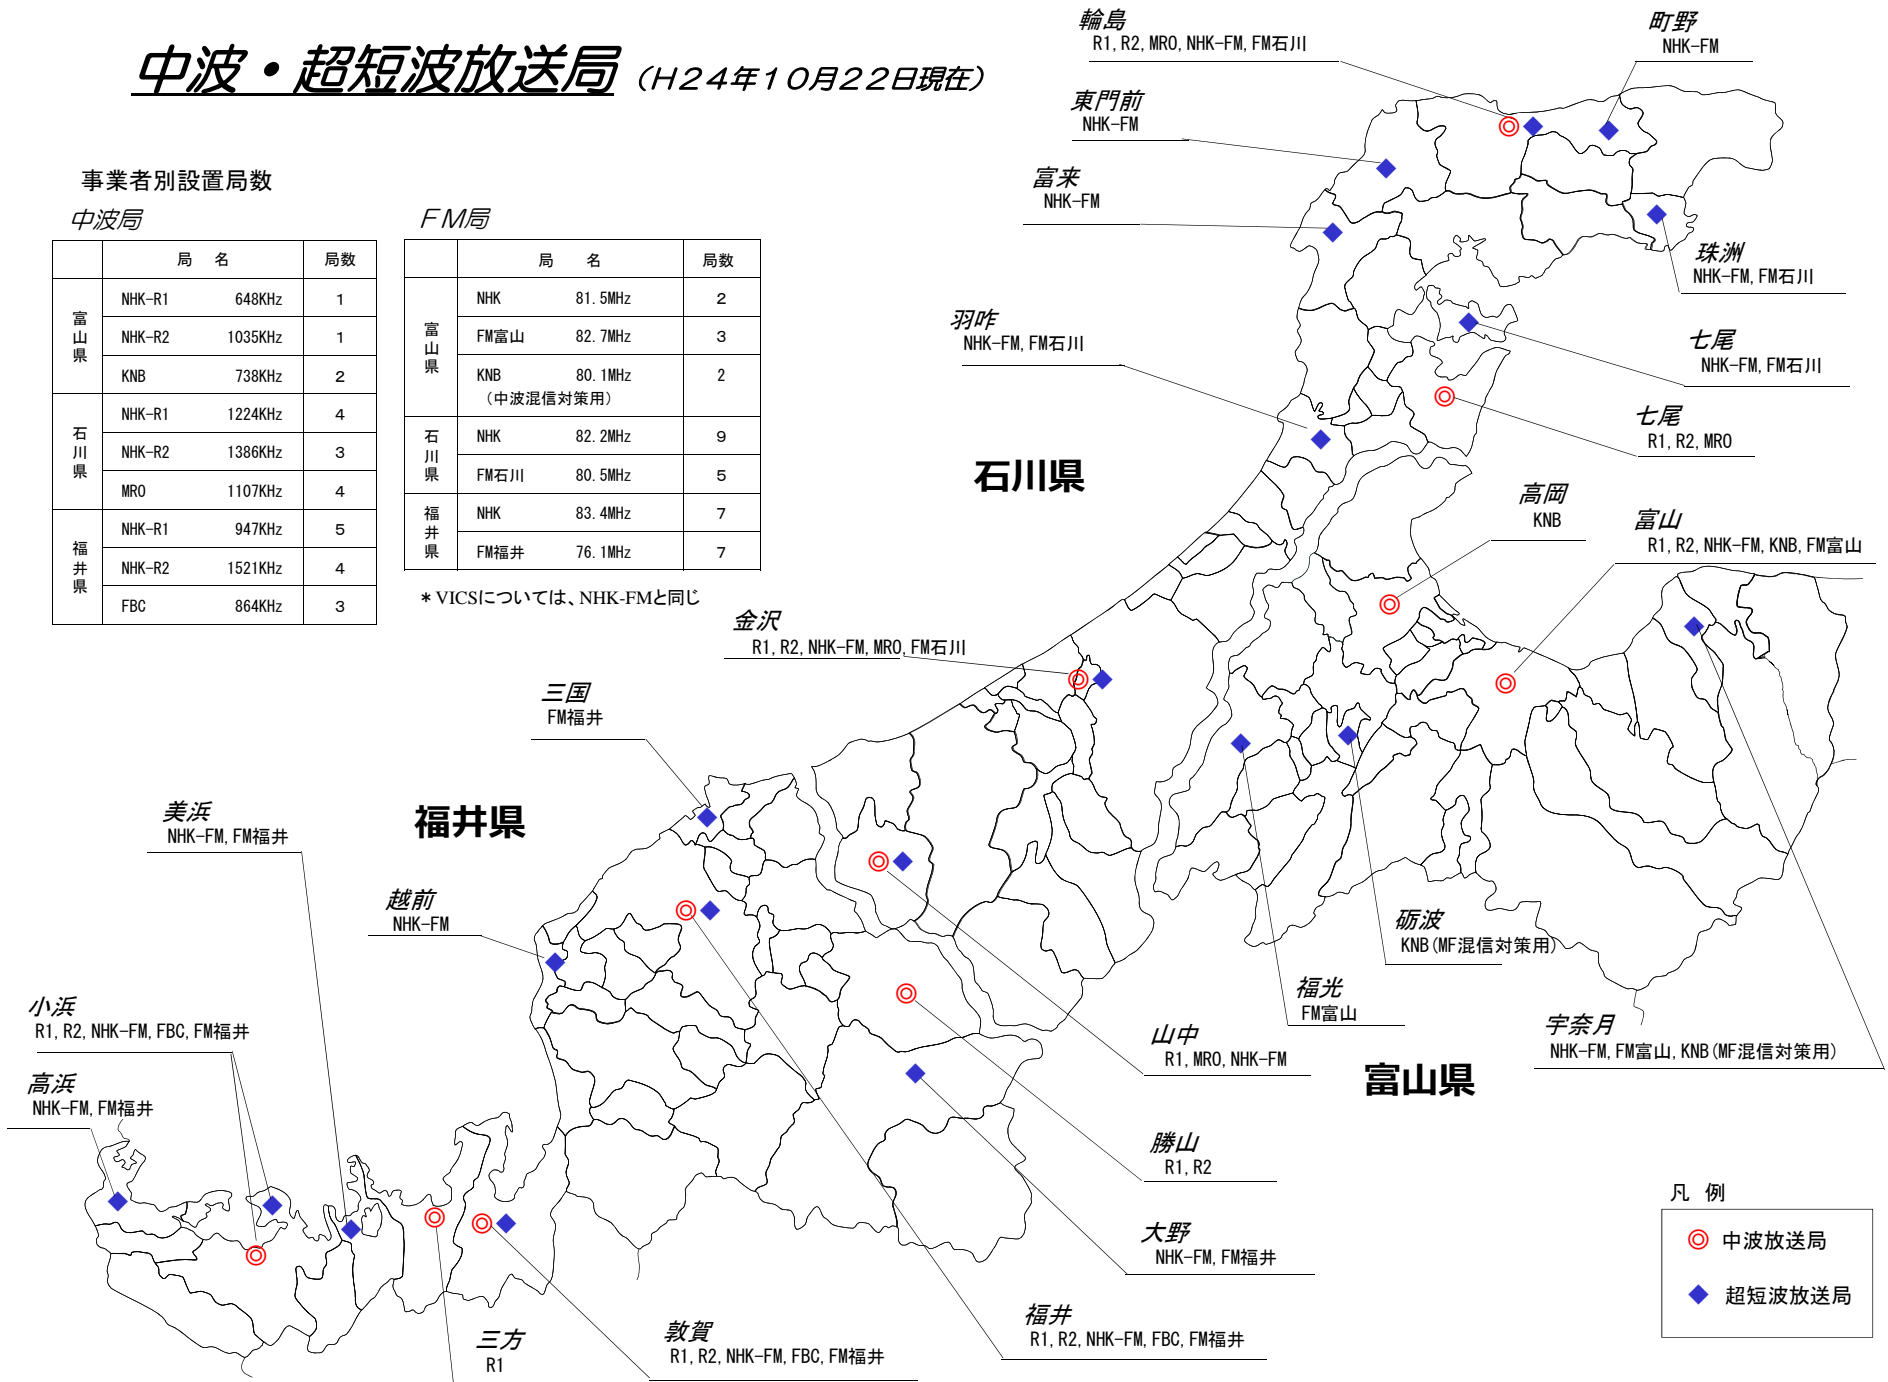 中波・超短波放送局（H24年10月22日現在）
事業者別設置局数
中波局
局　名　局数
富山県
NHK-R1 648KHz 1
NHK-R2 1035KHz 1
KNB 738KHz 2
石川県
NHK-R1 1224KHz 4
NHK-R2 1386KHz 3
MRO 1107KHz 4
福井県
NHK-R1 947KHz 5
NHK-R2 1521KHz 4
FBC 864KHz 3
FM局
局　名　局数
富山県
NHK 81.5MHz 2
FM富山 82.7MHz 3
KNB 80.1MHz 2
（中波混信対策用）
石川県
NHK 82.2MHz 9
FM石川 80.5MHz 5
福井県
NHK 83.4MHz 7
FM福井 76.1MHz 7
＊VICSについては、NHK-FMと同じ
輪島
R1,R2,MRO,NHK-FM,FM石川
町野
NHK-FM
東門前
NHK-FM
富来
NHK-FM
珠洲
NHK-FM,FM石川
羽咋
NHK-FM,FM石川
七尾
NHK-FM,FM石川
七尾
R1,R2,MRO
石川県
高岡
KNB
富山
R1,R2,NHK-FM,KNB,FM富山
金沢
R1,R2,NHK-FM,MRO,FM石川
三国
FM福井
福井県
美浜
NHK-FM,FM福井
越前
NHK-FM
砺波
KNB(MF混信対策用)
福光
FM富山
宇奈月
NHK-FM,FM富山,KNB(MF混信対策用)
小浜
R1,R2,NHK-FM,FBC,FM福井
山中
R1,MRO,NHK-FM
富山県
高浜
NHK-FM,FM福井
勝山
R1,R2
大野
NHK-FM,FM福井
福井
R1,R2,NHK-FM,FBC,FM福井
敦賀
R1,R2,NHK-FM,FBC,FM福井
三方
R1
凡 例
中波放送局
超短波放送局